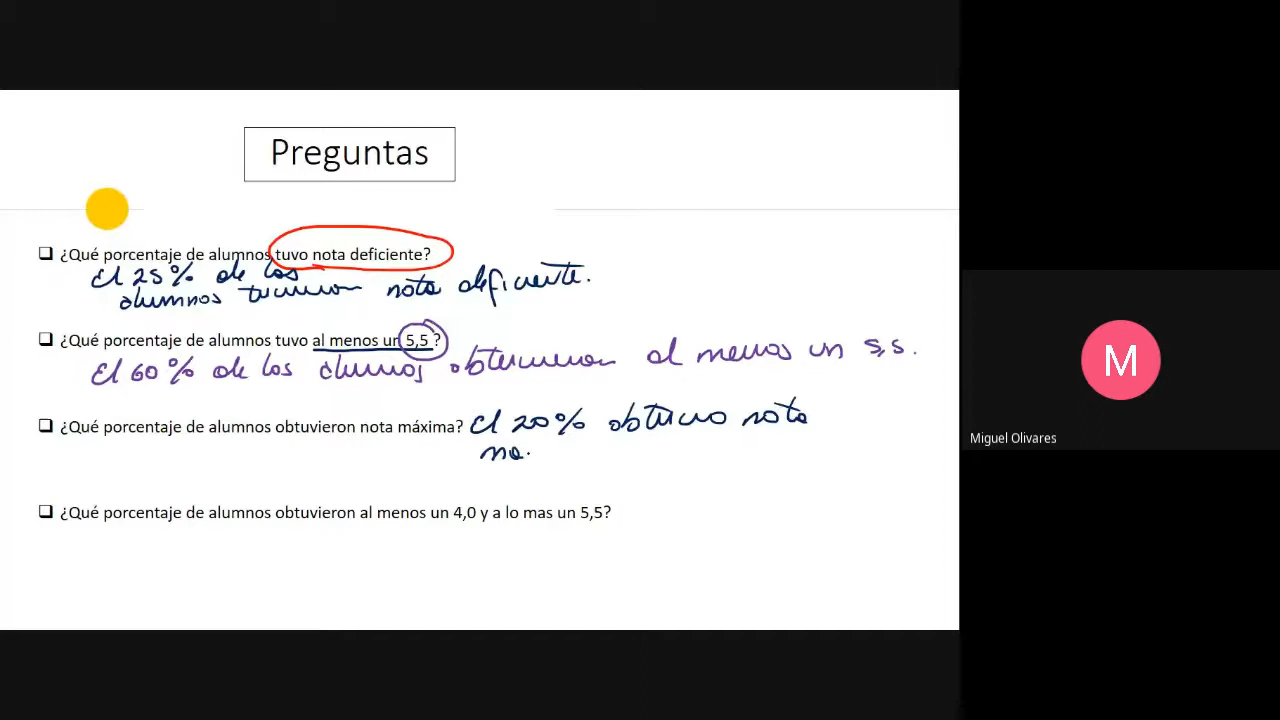 Preguntas
❑ ¿Qué porcentaje de alumnos tuvo nota deficiente?
El 25% de los
alumnos tuvieron nota deficiente.
❑ ¿Qué porcentaje de alumnos tuvo al menos un 5,5?
El 60% de los alumnos obtuvieron al menos un 5,5.
❑ ¿Qué porcentaje de alumnos obtuvieron nota máxima? El 20% obtuvo nota
ma.
❑ ¿Qué porcentaje de alumnos obtuvieron al menos un 4,0 y a lo mas un 5,5?
M
Miguel Olivares